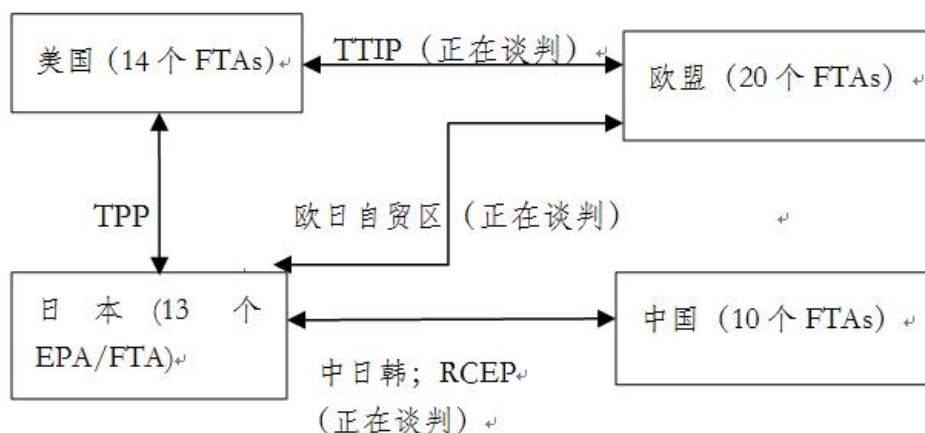 美国（14 个 FTAs）
TTIP（正在谈判）
欧盟（20 个 FTAs）
TPP
欧日自贸区（正在谈判）
日本(13 个
EPA/FTA)
中国（10 个 FTAs）
中日韩；RCEP
（正在谈判）